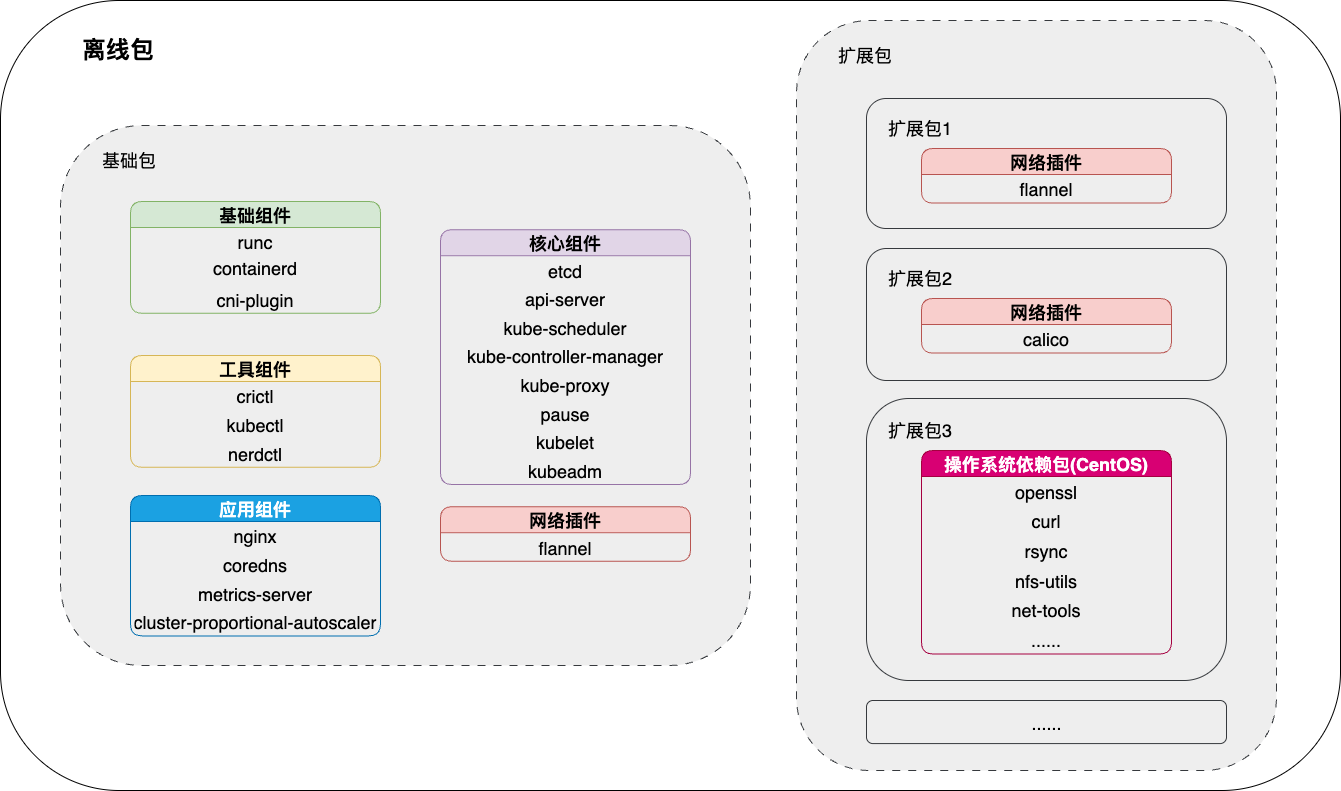 离线包
基础包
基础组件
runc
containerd
cni-plugin
工具组件
crictl
kubectl
nerdctl
应用组件
nginx
coredns
metrics-server
cluster-proportional-autoscaler
核心组件
etcd
api-server
kube-scheduler
kube-controller-manager
kube-proxy
pause
kubelet
kubeadm
网络插件
flannel
扩展包
扩展包1
网络插件
flannel
扩展包2
网络插件
calico
扩展包3
操作系统依赖包(CentOS)
openssl
curl
rsync
nfs-utils
net-tools
......
......